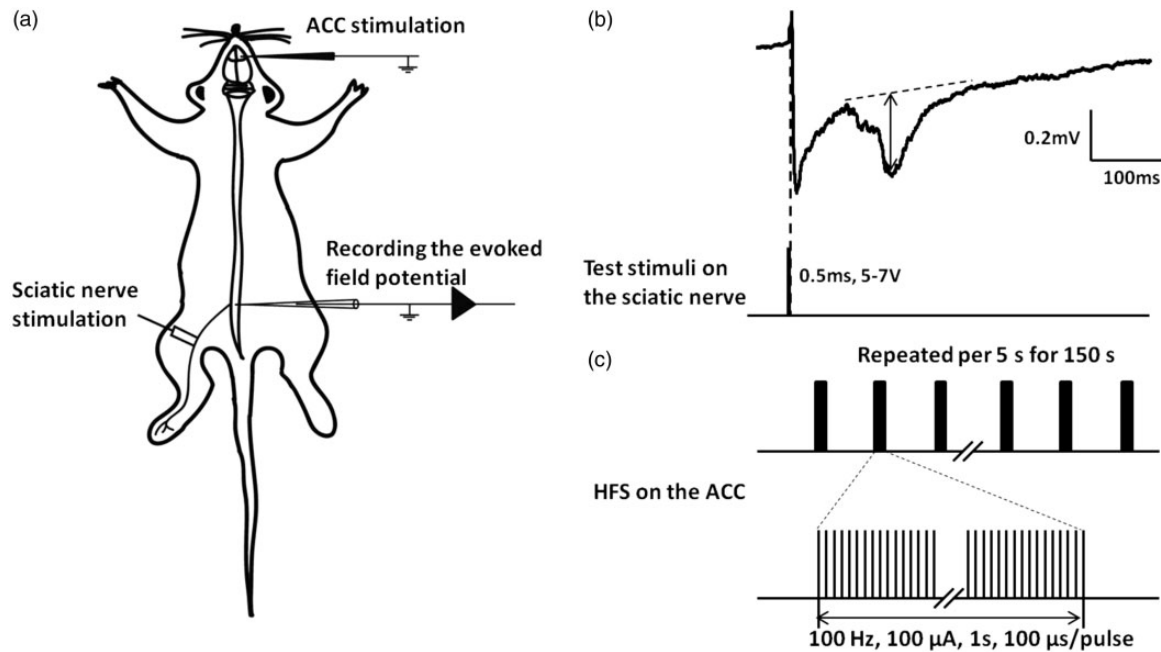 (a)
ACC stimulation
Recording the evoked
field potential
Sciatic nerve
stimulation
(b)
0.2mV
100ms
Test stimuli on
the sciatic nerve
0.5ms, 5-7V
(c)
Repeated per 5 s for 150 s
HFS on the ACC
100 Hz, 100 µA, 1s, 100 µs/pulse